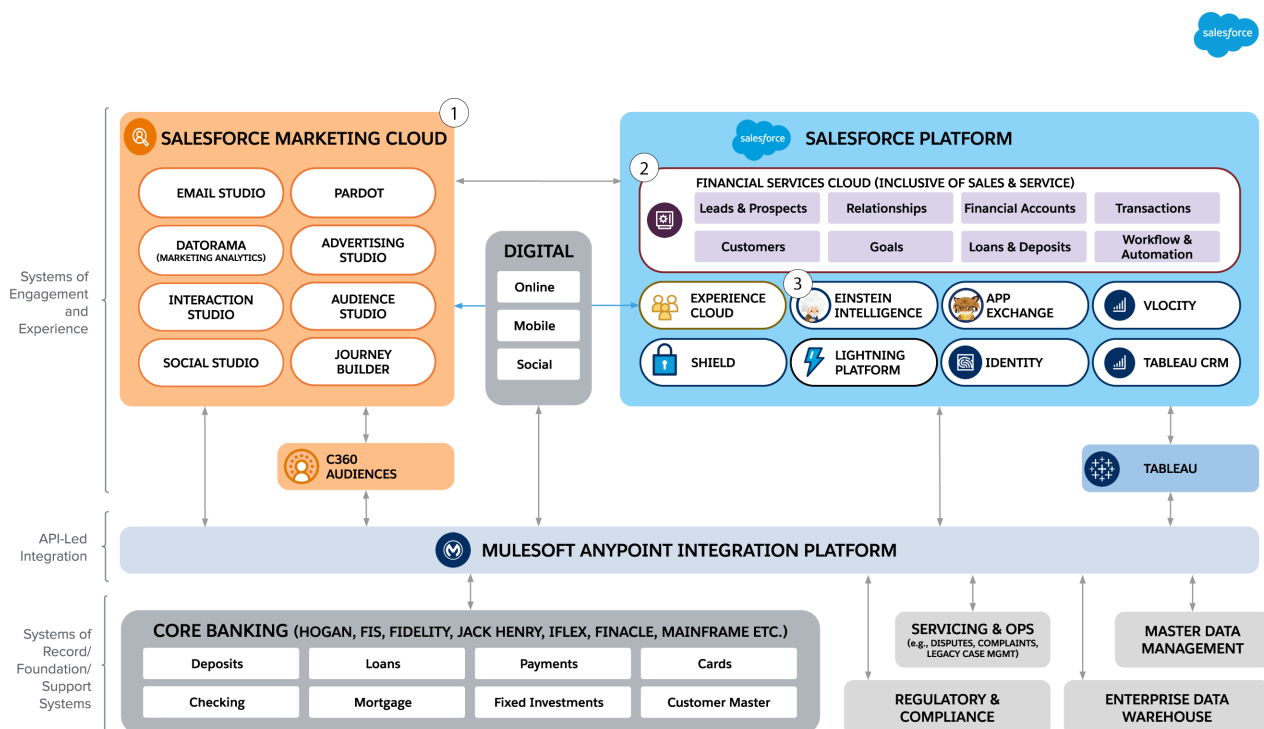 salesforce
1
SALESFORCE MARKETING CLOUD
EMAIL STUDIO
PARDOT
DATORAMA
(MARKETING ANALYTICS)
ADVERTISING
STUDIO
INTERACTION
STUDIO
AUDIENCE
STUDIO
SOCIAL STUDIO
JOURNEY
BUILDER
DIGITAL
Online
Mobile
Social
salesforce
SALESFORCE PLATFORM
2
FINANCIAL SERVICES CLOUD (INCLUSIVE OF SALES & SERVICE)
Leads & Prospects
Relationships
Financial Accounts
Transactions
Customers
Goals
Loans & Deposits
Workflow &
Automation
EXPERIENCE
CLOUD
3
EINSTEIN
INTELLIGENCE
APP
EXCHANGE
VLOCITY
SHIELD
LIGHTNING
PLATFORM
IDENTITY
TABLEAU CRM
Systems of
Engagement
and
Experience
C360
AUDIENCES
TABLEAU
API-Led
Integration
MULESOFT ANYPOINT INTEGRATION PLATFORM
Systems of
Record/
Foundation/
Support
Systems
CORE BANKING (HOGAN, FIS, FIDELITY, JACK HENRY, IFLEX, FINACLE, MAINFRAME ETC.)
Deposits
Loans
Payments
Cards
Checking
Mortgage
Fixed Investments
Customer Master
SERVICING & OPS
(e.g., DISPUTES, COMPLAINTS,
LEGACY CASE MGMT)
MASTER DATA
MANAGEMENT
REGULATORY &
COMPLIANCE
ENTERPRISE DATA
WAREHOUSE